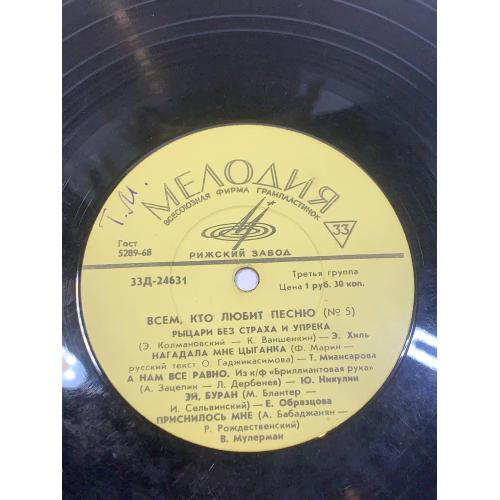 Т.И.
МЕЛОДИЯ
ВСЕСОЮЗНАЯ ФИРМА ГРАМПЛАСТИНОК
33
Гост
5289-68
РИЖСКИЙ ЗАВОД
33Д-24631
Третья группа
Цена 1 руб. 30 коп.
ВСЕМ, КТО ЛЮБИТ ПЕСНЮ (№ 5)
РЫЦАРИ БЕЗ СТРАХА И УПРЕКА
(Э. Колмановский — К. Ваншенкин) — Э. Хиль
НАГАДАЛА МНЕ ЦЫГАНКА (Ф. Марин —
русский текст О. Гаджикасимова) — Т. Миансарова
А НАМ ВСЕ РАВНО. Из к/ф «Бриллиантовая рука»
(А. Зацепин — Л. Дербенев) — Ю. Никулин
ЭЙ, БУРАН (М. Блантер —
И. Сельвинский) — Е. Образцова
ПРИСНИЛОСЬ МНЕ (А. Бабаджанян —
Р. Рождественский)
В. Мулерман